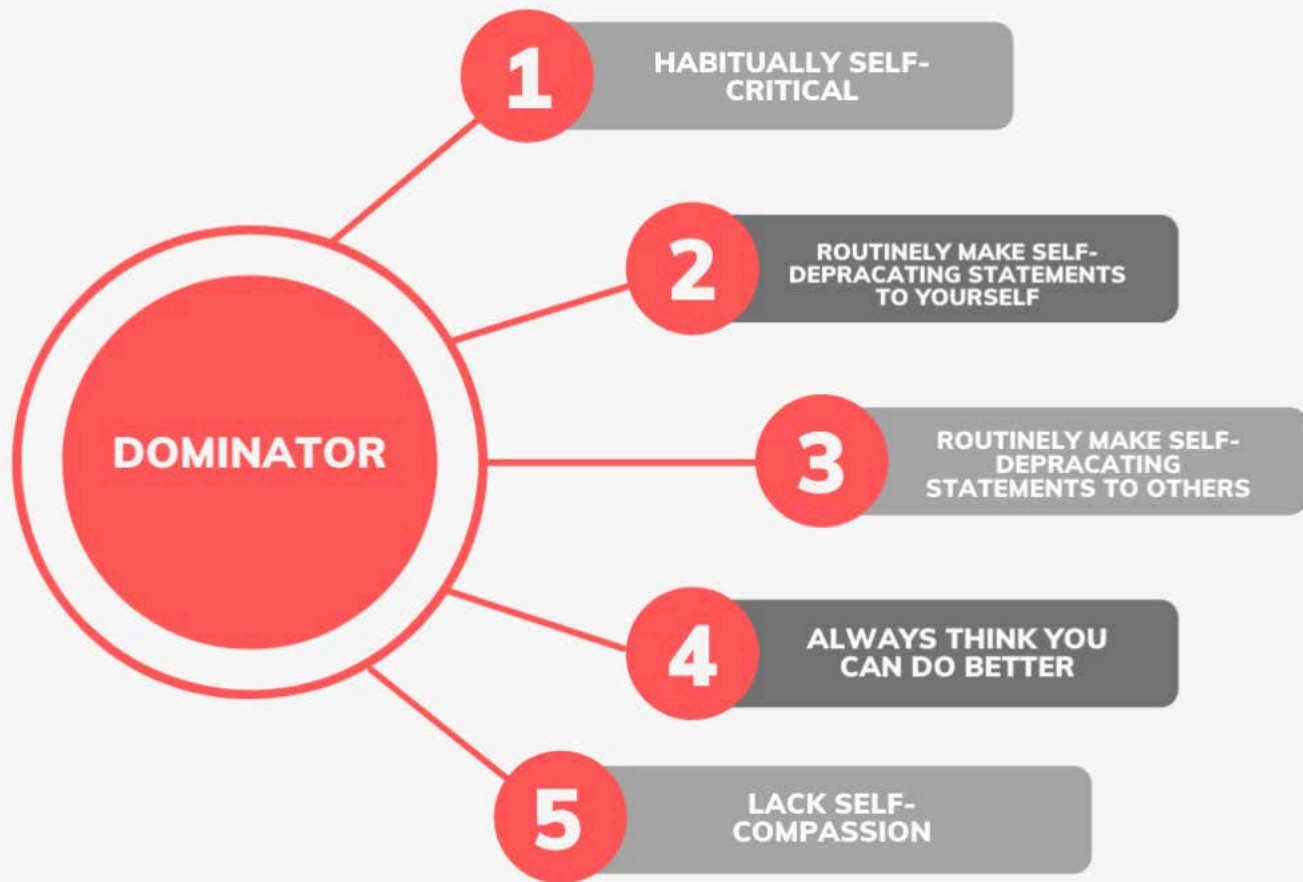 1
HABITUALLY SELF-
CRITICAL
2
ROUTINELY MAKE SELF-
DEPRACATING STATEMENTS
TO YOURSELF
DOMINATOR
3
ROUTINELY MAKE SELF-
DEPRACATING
STATEMENTS TO OTHERS
4
ALWAYS THINK YOU
CAN DO BETTER
5
LACK SELF-
COMPASSION